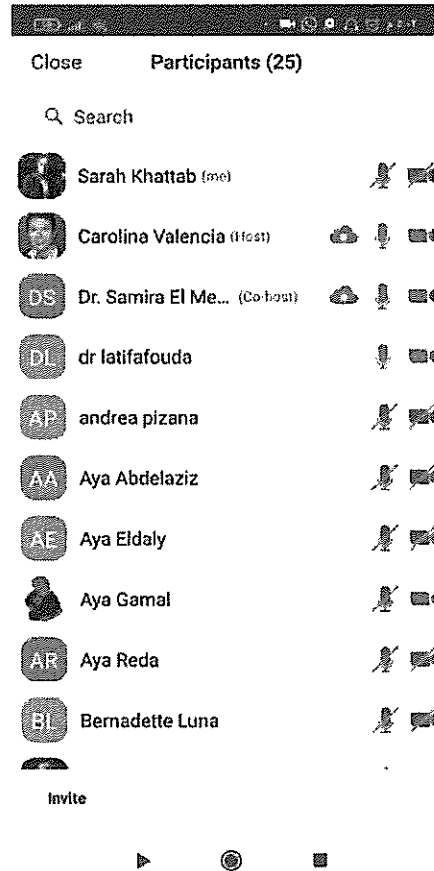 Close Participants (25)
Search
Sarah Khattab (me)
Carolina Valencia (Host)
DS Dr. Samira El Me... (Co-host)
DL dr latifafouda
AP andrea pizana
AA Aya Abdelaziz
AE Aya Eldaly
Aya Gamal
AR Aya Reda
BL Bernadette Luna
Invite